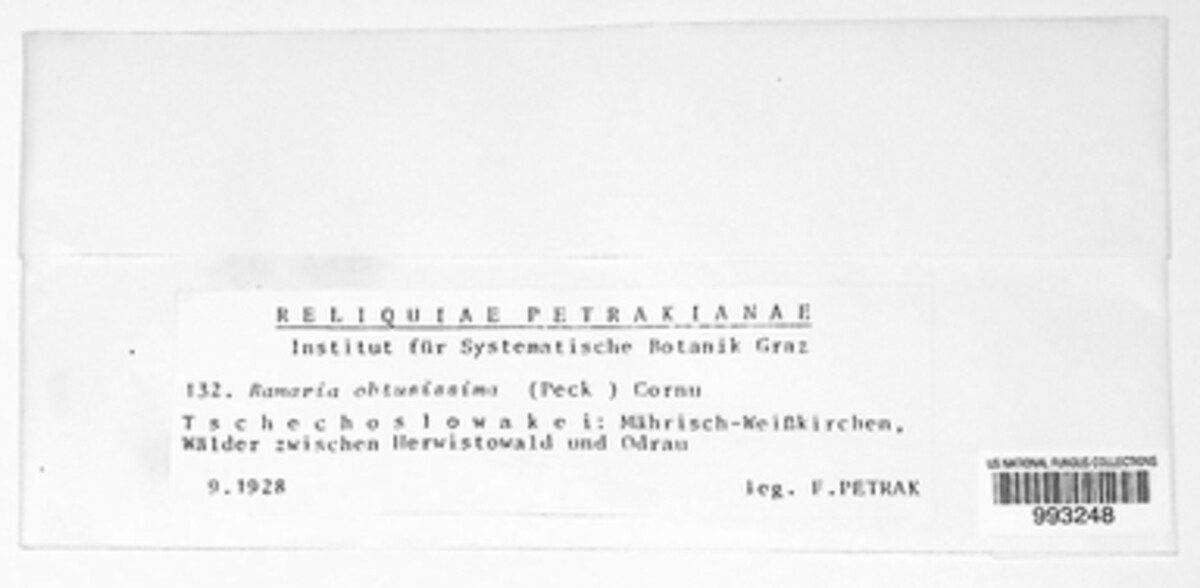 RELIQUIAE PETRAKIANAE
Institut für Systematische Botanik Graz
132. Ramaria obtusissima (Peck ) Cornu
Tschechoslowakei: Mährisch-Weißkirchen,
Wälder zwischen Herwistowald und Odrau
9.1928 leg. F.PETRAK
US NATIONAL FUNGUS COLLECTIONS
993248